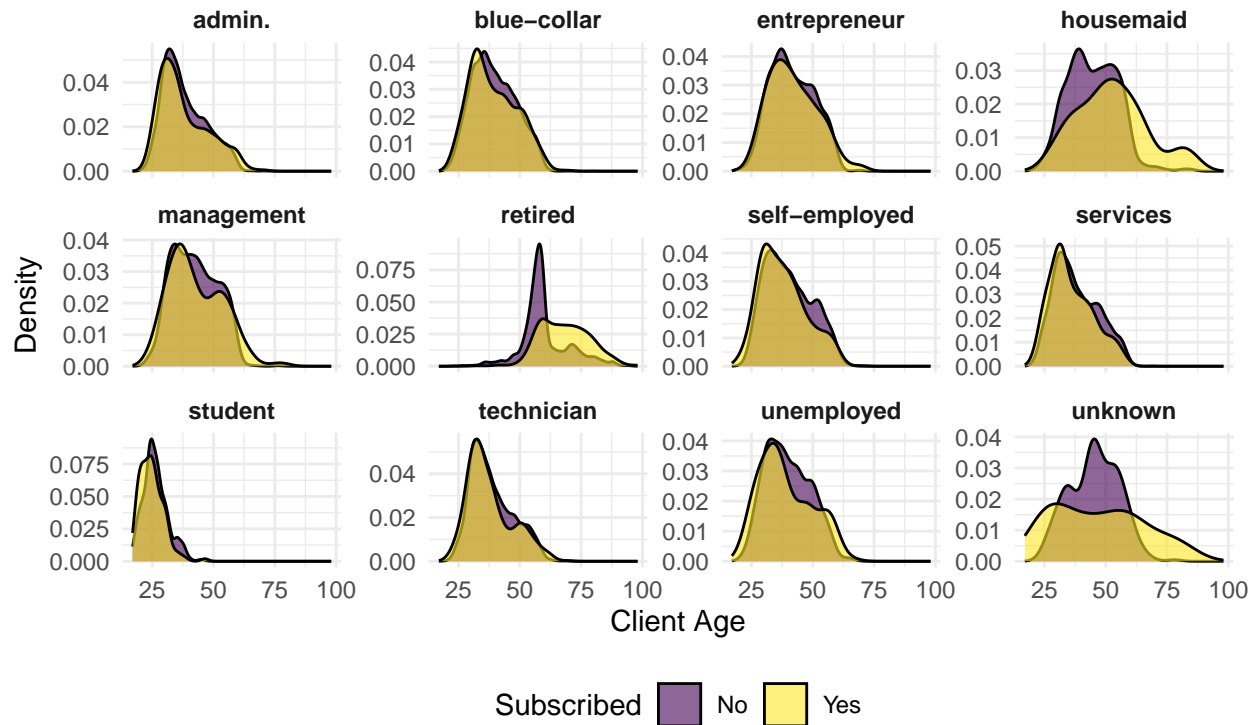 admin. blue−collar entrepreneur housemaid
0.04 0.04 0.04 0.03
0.03 0.03 0.02
0.02 0.02 0.02 0.01
0.01 0.01
0.00 0.00 0.00 0.00
management retired self−employed services
0.04 0.075 0.04 0.05
0.03 0.050 0.03 0.04
0.02 0.025 0.02 0.03
0.01 0.000 0.01 0.02
0.00 0.00 0.01
0.00
Density
student technician unemployed unknown
0.075 0.04 0.04 0.04
0.050 0.02 0.03 0.03
0.025 0.00 0.02 0.02
0.000 0.01 0.01
0.00 0.00
25 50 75 100 25 50 75 100 25 50 75 100 25 50 75 100
Client Age
Subscribed No Yes